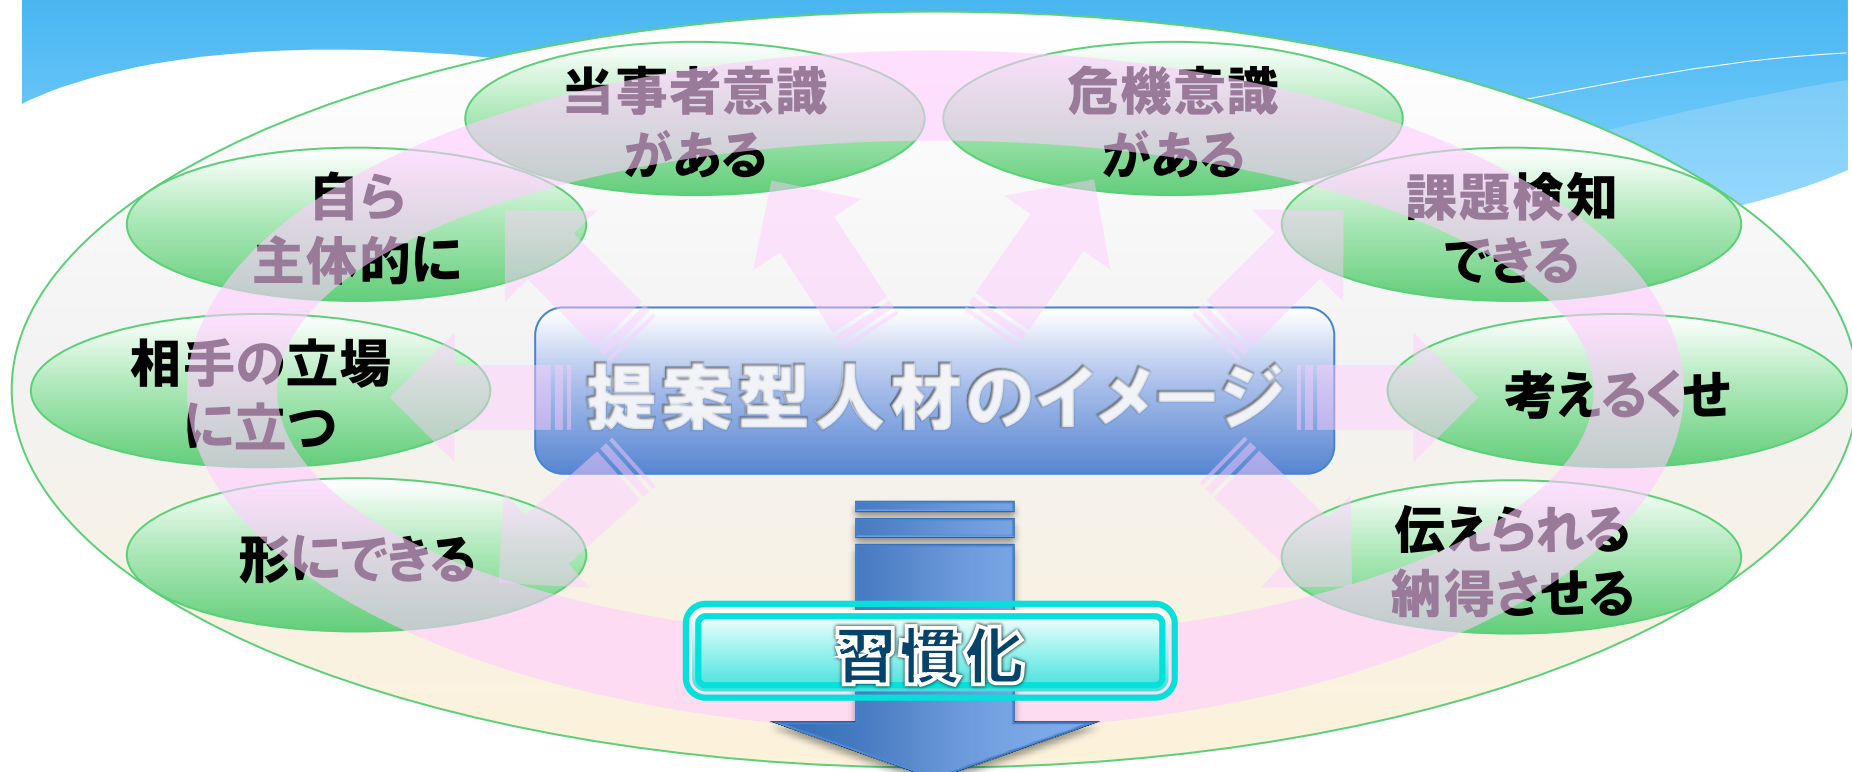 当事者意識
がある
危機意識
がある
自ら
主体的に
課題検知
できる
相手の立場
に立つ
提案型人材のイメージ
考えるくせ
形にできる
伝えられる
納得させる
習慣化